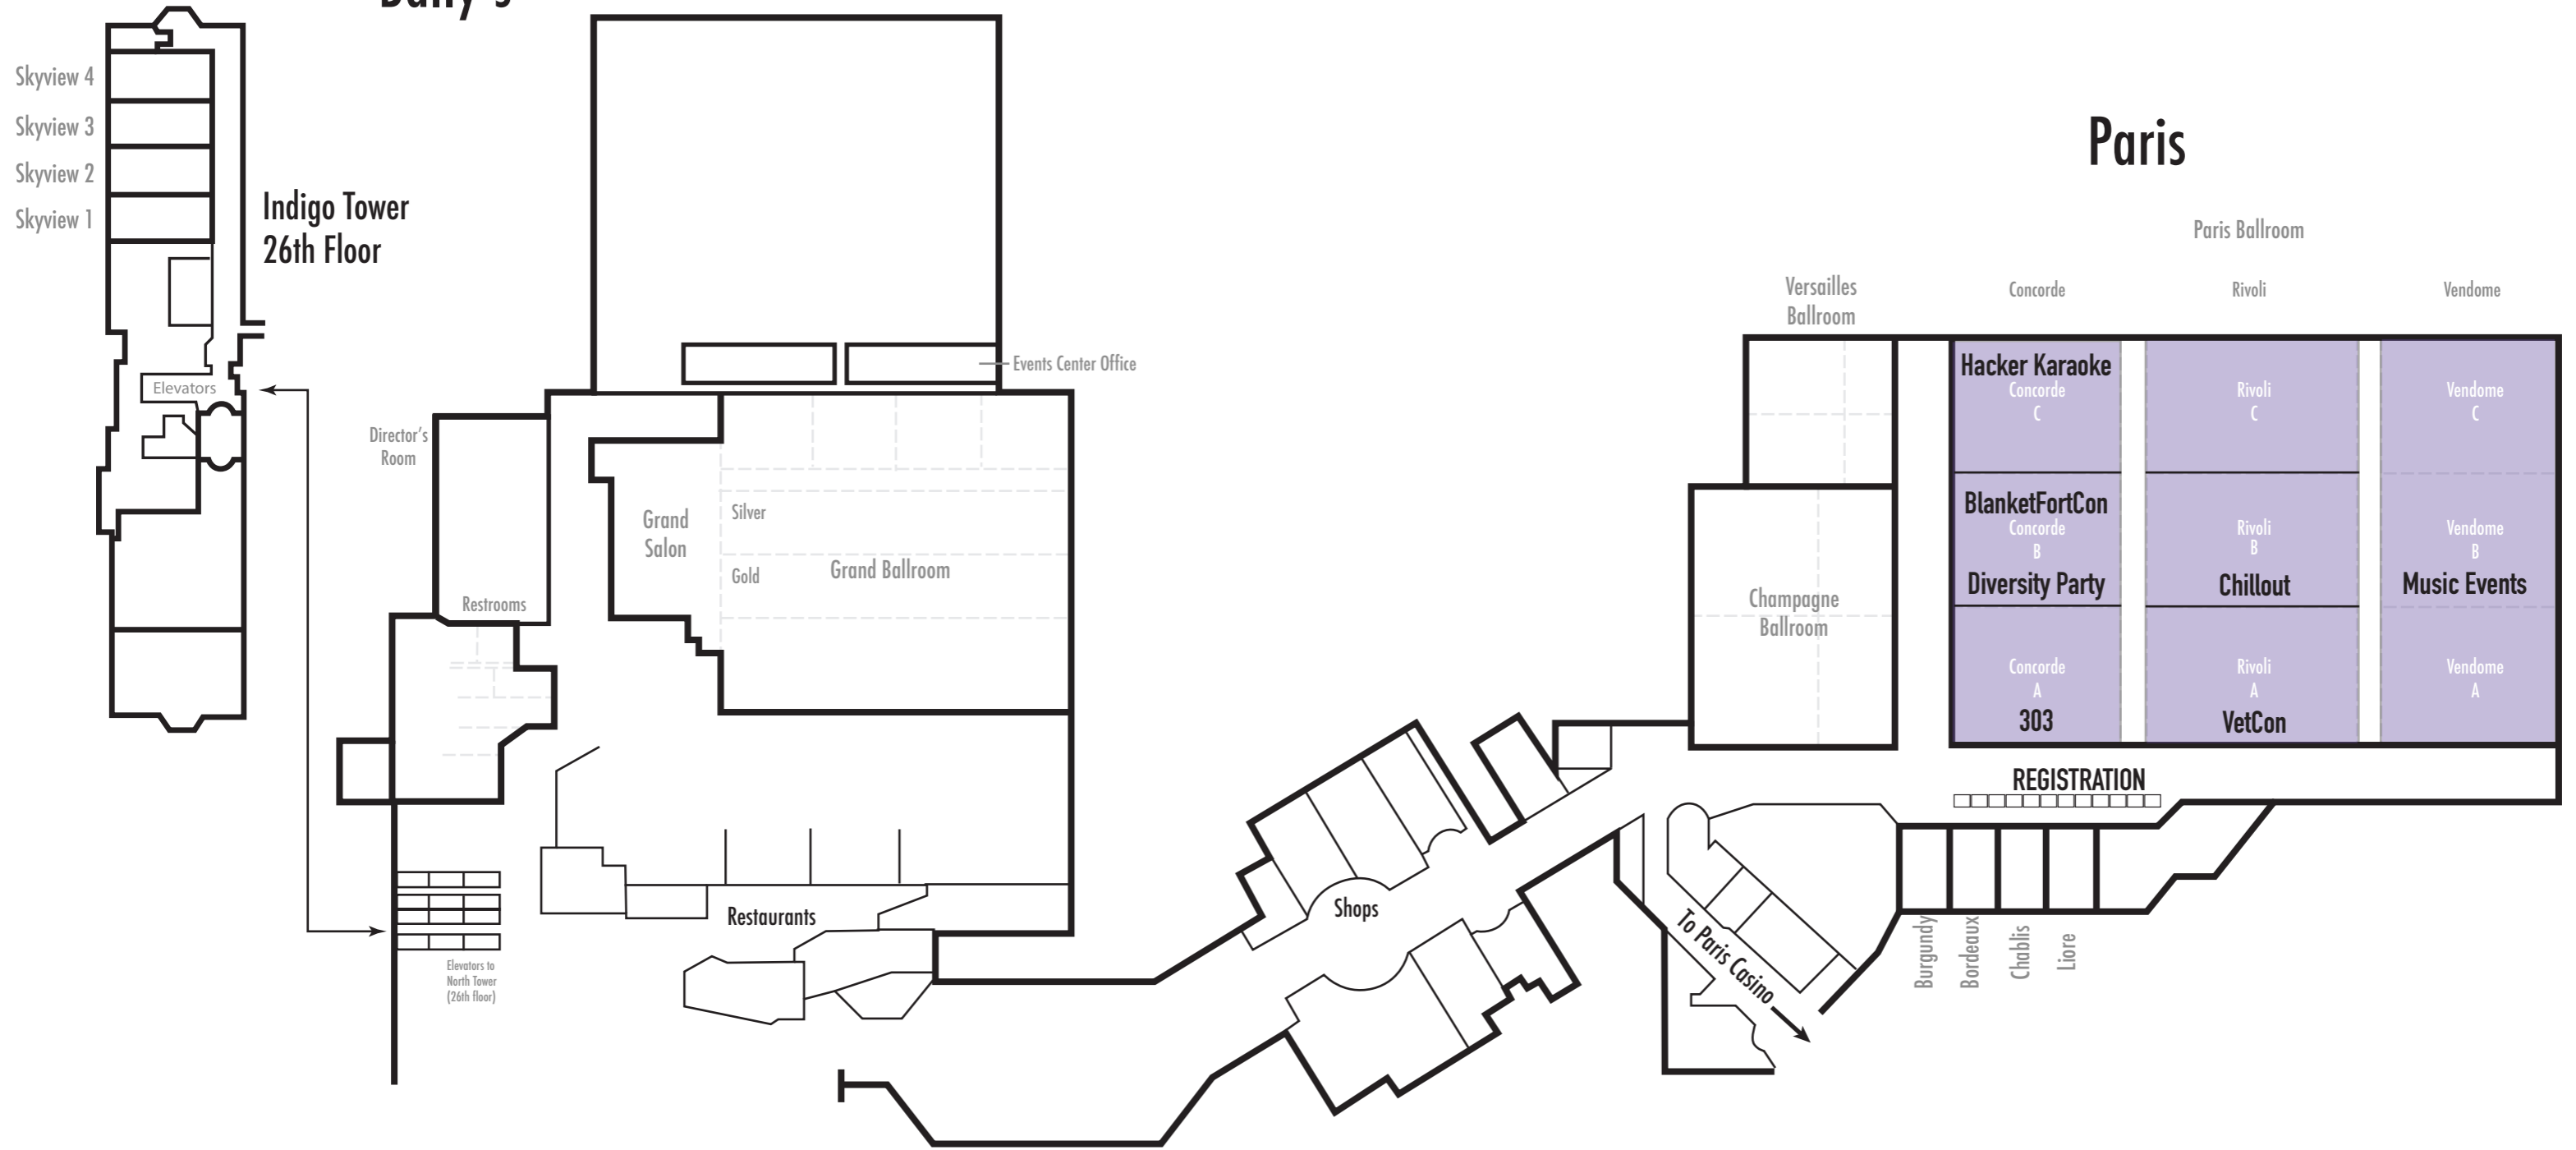 Skyview 4
Skyview 3
Skyview 2
Skyview 1
Indigo Tower
26th Floor
Elevators
Director's
Room
Restrooms
Events Center Office
Grand
Salon
Silver
Gold
Grand Ballroom
Restaurants
Elevators to
North Tower
(26th floor)
Shops
To Paris Casino
Paris
Paris Ballroom
Versailles
Ballroom
Concorde
Rivoli
Vendome
Champagne
Ballroom
Hacker Karaoke
Concorde
C
Rivoli
C
Vendome
C
BlanketFortCon
Concorde
B
Diversity Party
Rivoli
B
Chillout
Vendome
B
Music Events
Concorde
A
303
Rivoli
A
VetCon
Vendome
A
REGISTRATION
Burgundy
Bordeaux
Chablis
Liore